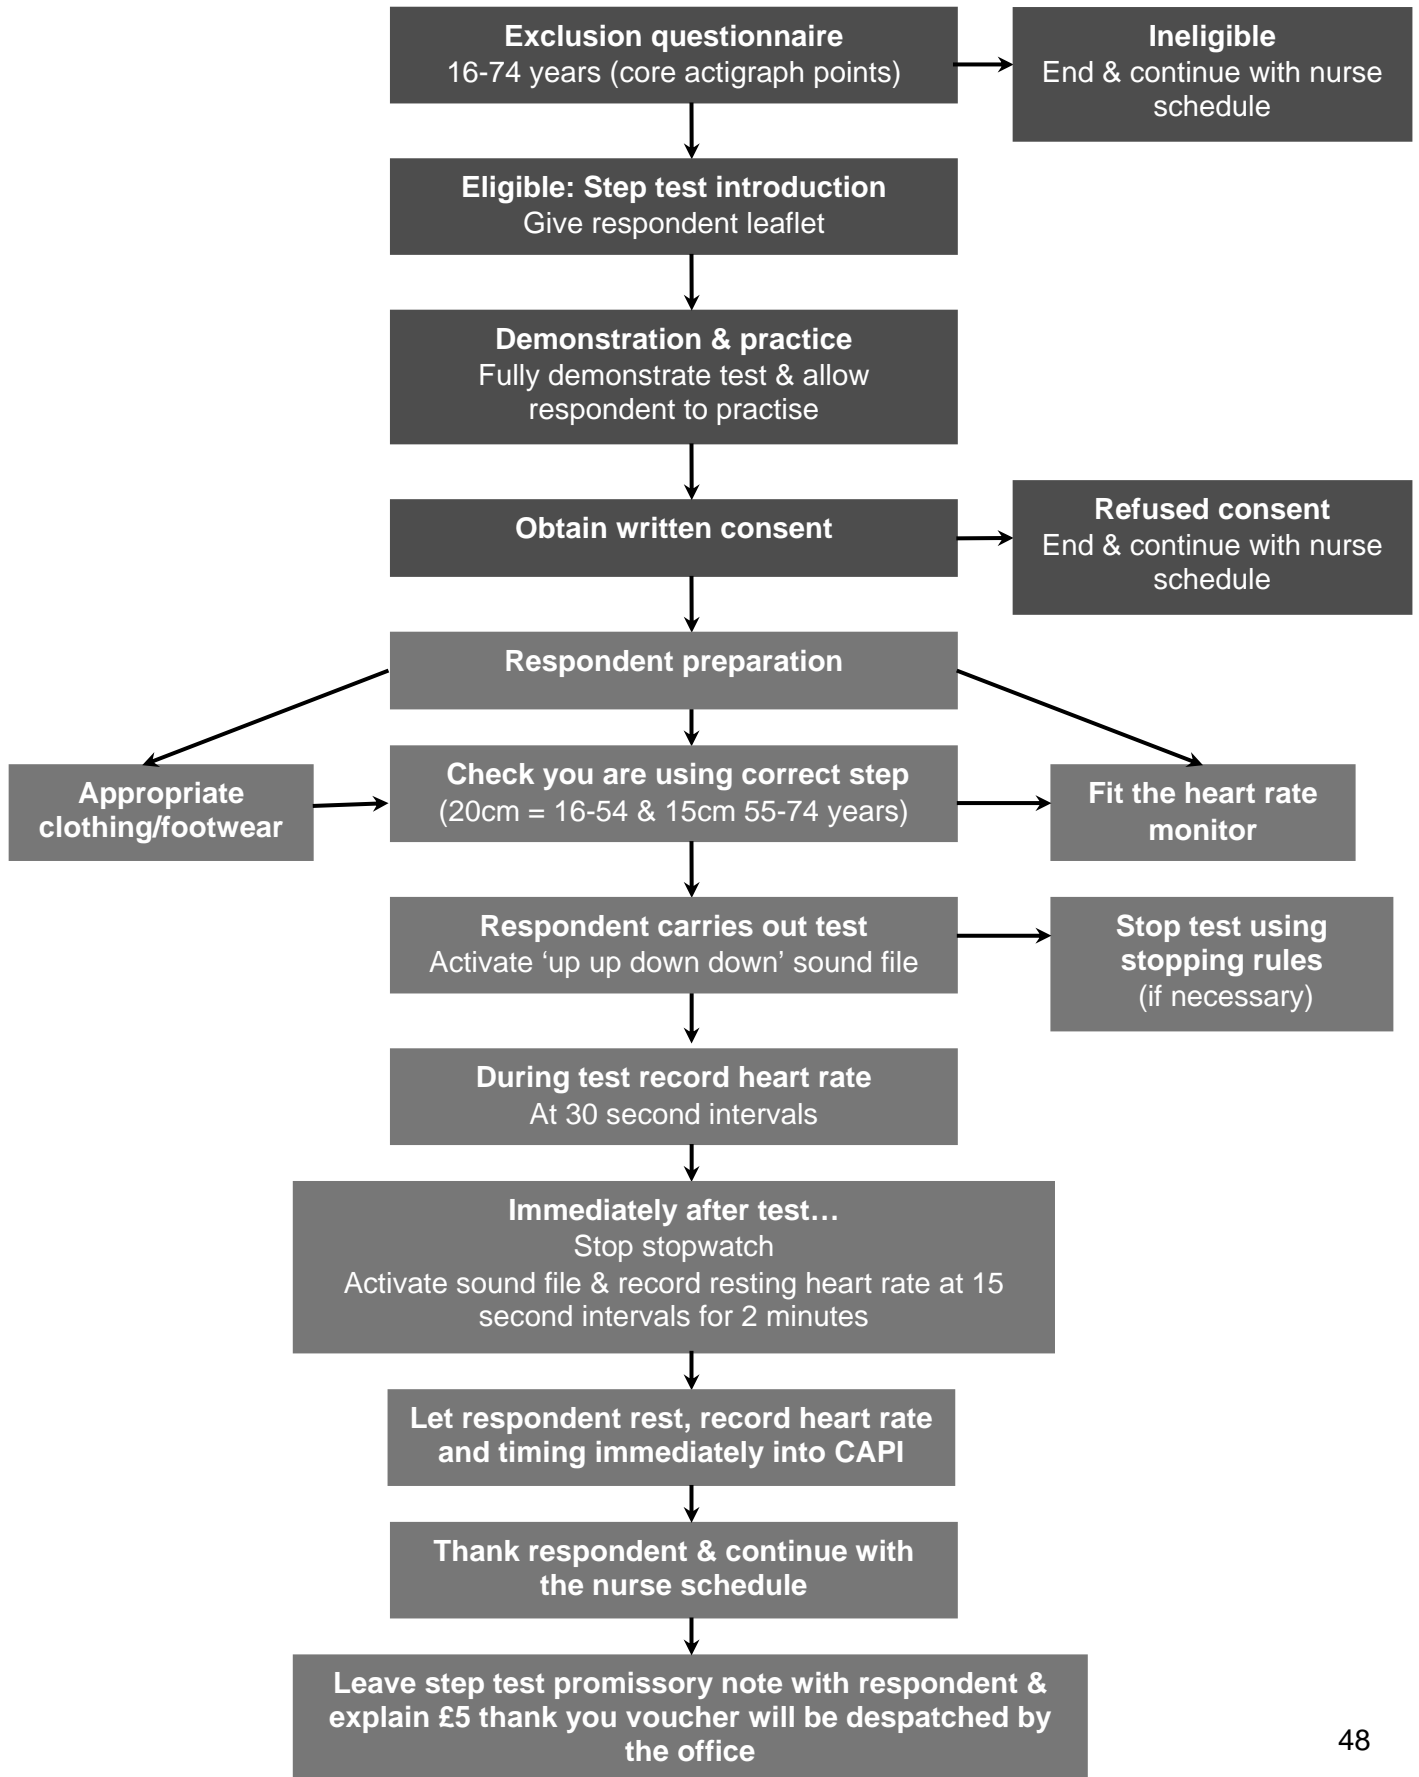 Exclusion questionnaire
16-74 years (core actigraph points)
Ineligible
End & continue with nurse
schedule
Eligible: Step test introduction
Give respondent leaflet
Demonstration & practice
Fully demonstrate test & allow
respondent to practise
Obtain written consent
Refused consent
End & continue with nurse
schedule
Respondent preparation
Appropriate
clothing/footwear
Check you are using correct step
(20cm = 16-54 & 15cm 55-74 years)
Fit the heart rate
monitor
Respondent carries out test
Activate ‘up up down down’ sound file
Stop test using
stopping rules
(if necessary)
During test record heart rate
At 30 second intervals
Immediately after test…
Stop stopwatch
Activate sound file & record resting heart rate at 15
second intervals for 2 minutes
Let respondent rest, record heart rate
and timing immediately into CAPI
Thank respondent & continue with
the nurse schedule
Leave step test promissory note with respondent &
explain £5 thank you voucher will be despatched by
the office
48